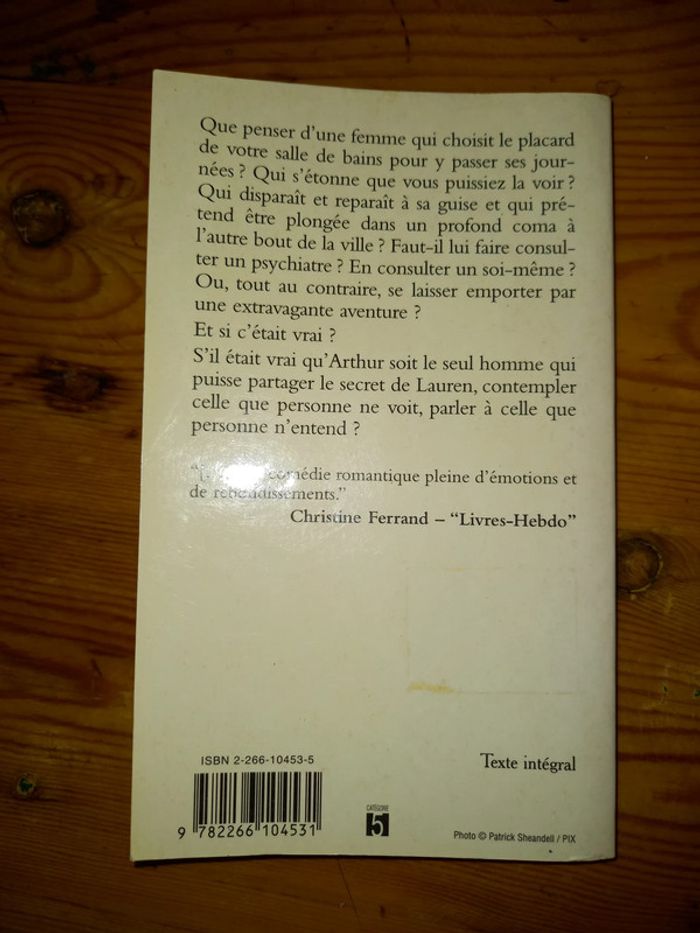 Que penser d'une femme qui choisit le placard
de votre salle de bains pour y passer ses jour-
nées ? Qui s'étonne que vous puissiez la voir ?
Qui disparaît et reparaît à sa guise et qui pré-
tend être plongée dans un profond coma à
l'autre bout de la ville ? Faut-il lui faire consul-
ter un psychiatre ? En consulter un soi-même ?
Ou, tout au contraire, se laisser emporter par
une extravagante aventure ?
Et si c'était vrai ?
S'il était vrai qu'Arthur soit le seul homme qui
puisse partager le secret de Lauren, contempler
celle que personne ne voit, parler à celle que
personne n'entend ?
comédie romantique pleine d'émotions et
de rebondissements."
Christine Ferrand – "Livres-Hebdo"
ISBN 2-266-10453-5
Texte intégral
9 782266 104531
CATÉGORIE
5
Photo © Patrick Sheandell / PIX